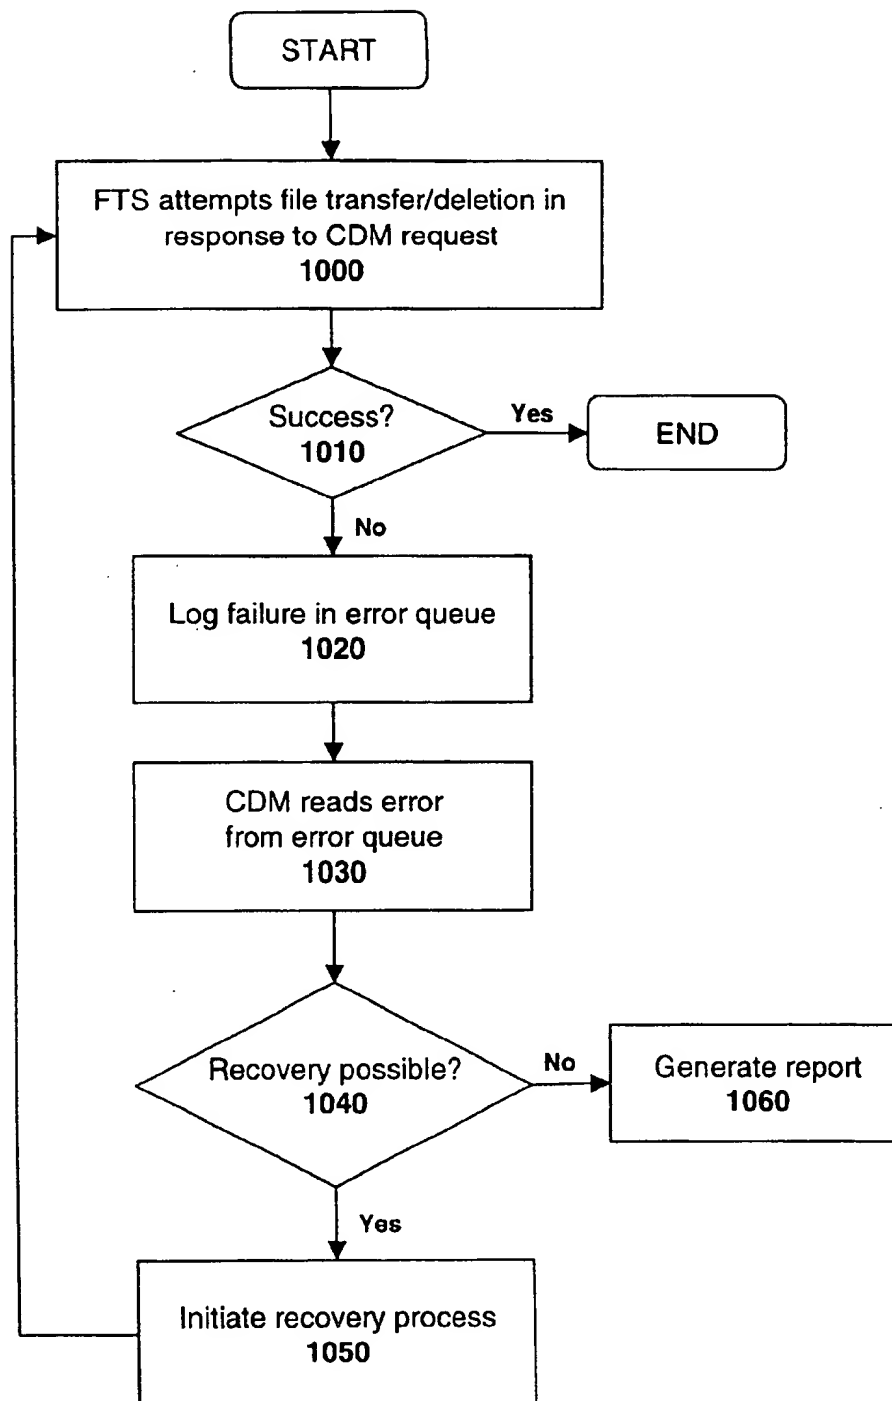 START
FTS attempts file transfer/deletion in
response to CDM request
1000
Success?
1010
Yes
END
No
Log failure in error queue
1020
CDM reads error
from error queue
1030
Recovery possible?
1040
No
Generate report
1060
Yes
Initiate recovery process
1050